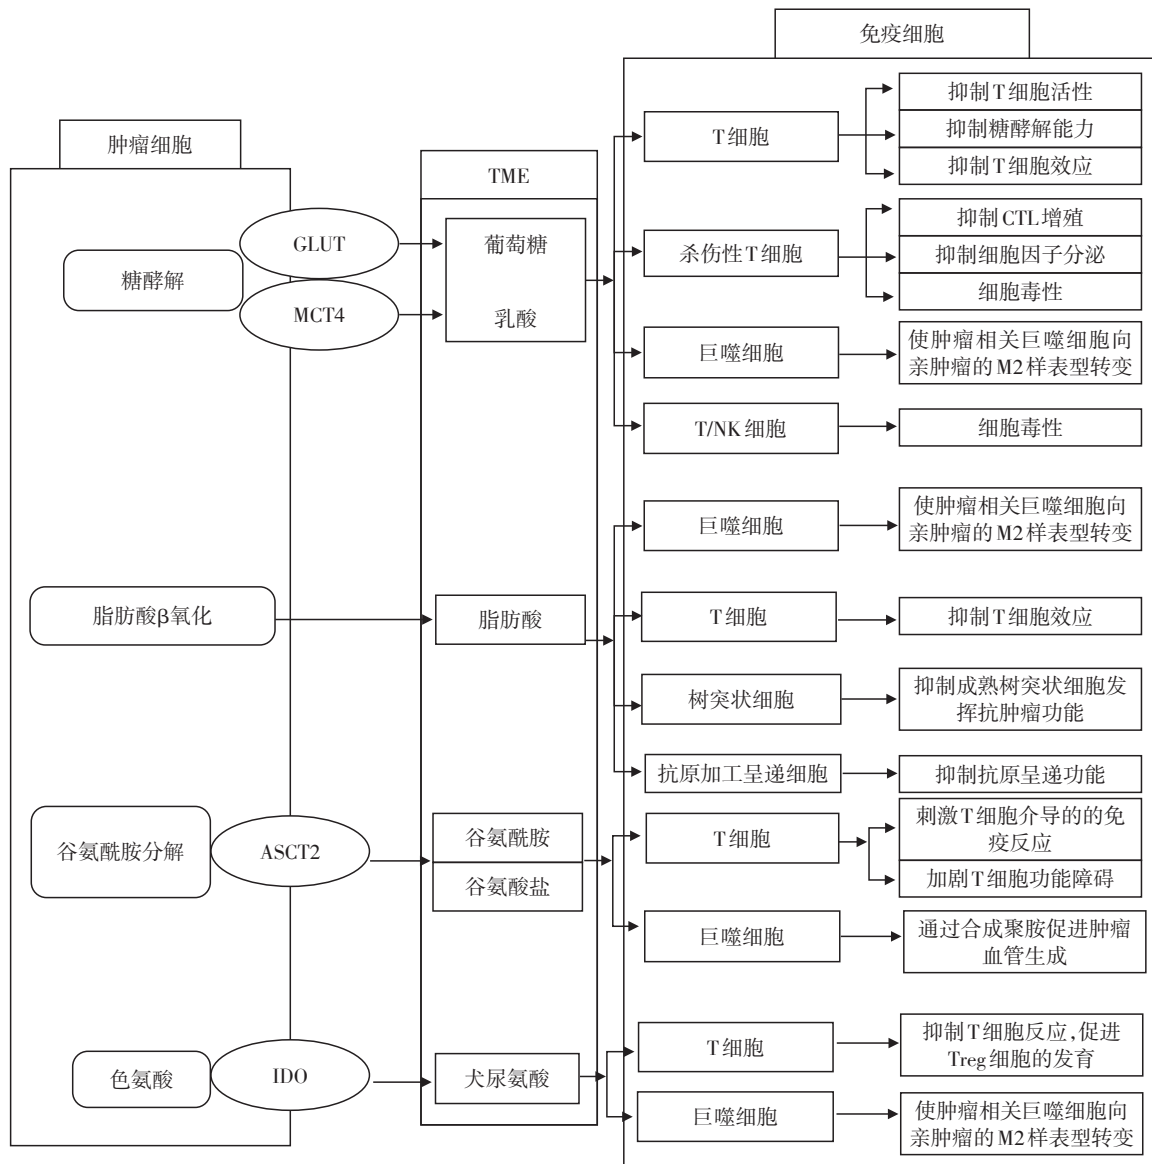 免疫细胞
肿瘤细胞
TME
糖酵解
GLUT
MCT4
葡萄糖
乳酸
T细胞
抑制T细胞活性
抑制糖酵解能力
抑制T细胞效应
杀伤性T细胞
抑制CTL增殖
抑制细胞因子分泌
细胞毒性
巨噬细胞
使肿瘤相关巨噬细胞向
亲肿瘤的M2样表型转变
T/NK细胞
细胞毒性
脂肪酸β氧化
脂肪酸
巨噬细胞
使肿瘤相关巨噬细胞向
亲肿瘤的M2样表型转变
T细胞
抑制T细胞效应
树突状细胞
抑制成熟树突状细胞发
挥抗肿瘤功能
抗原加工呈递细胞
抑制抗原呈递功能
谷氨酰胺分解
ASCT2
谷氨酰胺
谷氨酸盐
T细胞
刺激T细胞介导的的免
疫反应
加剧T细胞功能障碍
巨噬细胞
通过合成聚胺促进肿瘤
血管生成
色氨酸
IDO
犬尿氨酸
T细胞
抑制T细胞反应,促进
Treg细胞的发育
巨噬细胞
使肿瘤相关巨噬细胞向
亲肿瘤的M2样表型转变